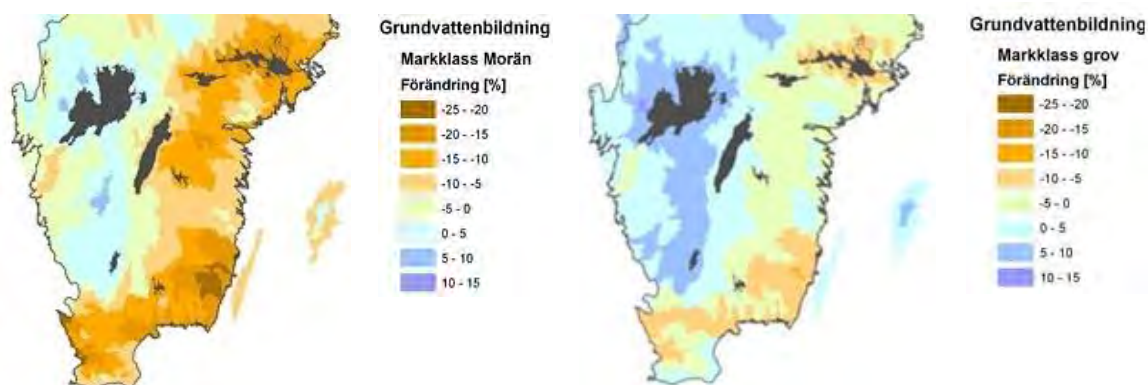 Grundvattenbildning
Markklass Morän
Förändring [%]
-25 - -20
-20 - -15
-15 - -10
-10 - -5
-5 - 0
0 - 5
5 - 10
10 - 15
Grundvattenbildning
Markklass grov
Förändring [%]
-25 - -20
-20 - -15
-15 - -10
-10 - -5
-5 - 0
0 - 5
5 - 10
10 - 15